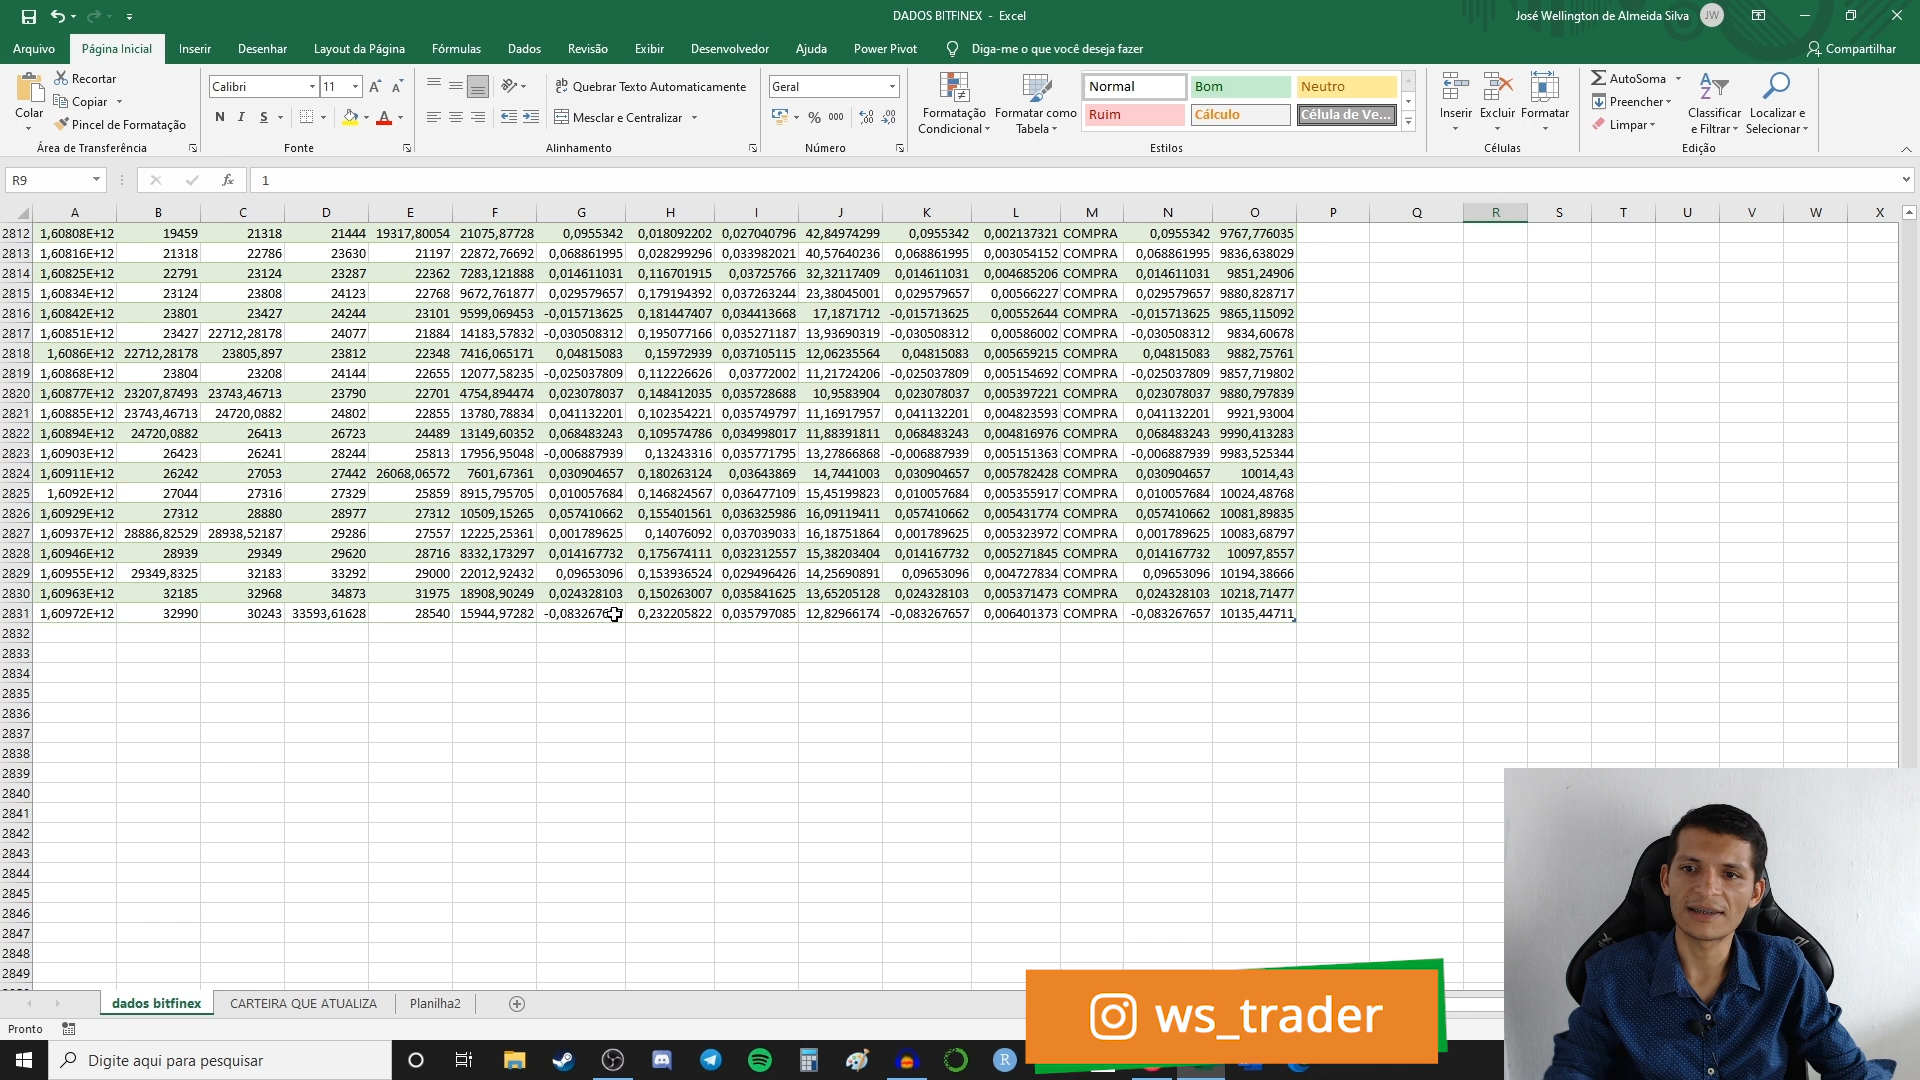 DADOS BITFINEX - Excel
José Wellington de Almeida Silva JW
Arquivo Página Inicial Inserir Desenhar Layout da Página Fórmulas Dados Revisão Exibir Desenvolvedor Ajuda Power Pivot Diga-me o que você deseja fazer Compartilhar
Colar Recortar Copiar Pincel de Formatação
Calibri 11 N I S
Quebrar Texto Automaticamente
Mesclar e Centralizar
Geral % 000
Formatação Condicional Formatar como Tabela
Normal Bom Neutro
Ruim Cálculo Célula de Ve...
Inserir Excluir Formatar
AutoSoma Preencher Limpar
Classificar e Filtrar Localizar e Selecionar
Área de Transferência Fonte Alinhamento Número Estilos Células Edição
R9 fx 1
A B C D E F G H I J K L M N O P Q R S T U V W X
2812 1,60808E+12 19459 21318 21444 19317,80054 21075,87728 0,0955342 0,018092202 0,027040796 42,84974299 0,0955342 0,002137321 COMPRA 0,0955342 9767,776035
2813 1,60816E+12 21318 22786 23630 21197 22872,76692 0,068861995 0,028299296 0,033982021 40,57640236 0,068861995 0,003054152 COMPRA 0,068861995 9836,638029
2814 1,60825E+12 22791 23124 23287 22362 7283,121888 0,014611031 0,116701915 0,03725766 32,32117409 0,014611031 0,004685206 COMPRA 0,014611031 9851,24906
2815 1,60834E+12 23124 23808 24123 22768 9672,761877 0,029579657 0,179194392 0,037263244 23,38045001 0,029579657 0,00566227 COMPRA 0,029579657 9880,828717
2816 1,60842E+12 23801 23427 24244 23101 9599,069453 -0,015713625 0,181447407 0,034413668 17,1871712 -0,015713625 0,00552644 COMPRA -0,015713625 9865,115092
2817 1,60851E+12 23427 22712,28178 24077 21884 14183,57832 -0,030508312 0,195077166 0,035271187 13,93690319 -0,030508312 0,00586002 COMPRA -0,030508312 9834,60678
2818 1,6086E+12 22712,28178 23805,897 23812 22348 7416,065171 0,04815083 0,15972939 0,037105115 12,06235564 0,04815083 0,005659215 COMPRA 0,04815083 9882,75761
2819 1,60868E+12 23804 23208 24144 22655 12077,58235 -0,025037809 0,112226626 0,03772002 11,21724206 -0,025037809 0,005154692 COMPRA -0,025037809 9857,719802
2820 1,60877E+12 23207,87493 23743,46713 23790 22701 4754,894474 0,023078037 0,148412035 0,035728688 10,9583904 0,023078037 0,005397221 COMPRA 0,023078037 9880,797839
2821 1,60885E+12 23743,46713 24720,0882 24802 22855 13780,78834 0,041132201 0,102354221 0,035749797 11,16917957 0,041132201 0,004823593 COMPRA 0,041132201 9921,93004
2822 1,60894E+12 24720,0882 26413 26723 24489 13149,60352 0,068483243 0,109574786 0,034998017 11,88391811 0,068483243 0,004816976 COMPRA 0,068483243 9990,413283
2823 1,60903E+12 26423 26241 28244 25813 17956,95048 -0,006887939 0,13243316 0,035771795 13,27866868 -0,006887939 0,005151363 COMPRA -0,006887939 9983,525344
2824 1,60911E+12 26242 27053 27442 26068,06572 7601,67361 0,030904657 0,180263124 0,03643869 14,7441003 0,030904657 0,005782428 COMPRA 0,030904657 10014,43
2825 1,6092E+12 27044 27316 27329 25859 8915,795705 0,010057684 0,146824567 0,036477109 15,45199823 0,010057684 0,005355917 COMPRA 0,010057684 10024,48768
2826 1,60929E+12 27312 28880 28977 27312 10509,15265 0,057410662 0,155401561 0,036325986 16,09119411 0,057410662 0,005431774 COMPRA 0,057410662 10081,89835
2827 1,60937E+12 28886,82529 28938,52187 29286 27557 12225,25361 0,001789625 0,14076092 0,037039033 16,18751864 0,001789625 0,005323972 COMPRA 0,001789625 10083,68797
2828 1,60946E+12 28939 29349 29620 28716 8332,173297 0,014167732 0,175674111 0,032312557 15,38203404 0,014167732 0,005271845 COMPRA 0,014167732 10097,8557
2829 1,60955E+12 29349,8325 32183 33292 29000 22012,92432 0,09653096 0,153936524 0,029496426 14,25690891 0,09653096 0,004727834 COMPRA 0,09653096 10194,38666
2830 1,60963E+12 32185 32968 34873 31975 18908,90249 0,024328103 0,150263007 0,035841625 13,65205128 0,024328103 0,005371473 COMPRA 0,024328103 10218,71477
2831 1,60972E+12 32990 30243 33593,61628 28540 15944,97282 0,232205822 0,035797085 12,82966174 -0,083267657 0,006401373 COMPRA -0,083267657 10135,44711
2832
2833
2834
2835
2836
2837
2838
2839
2840
2841
2842
2843
2844
2845
2846
2847
2848
2849
dados bitfinex CARTEIRA QUE ATUALIZA Planilha2
Pronto
ws_trader
Digite aqui para pesquisar
R